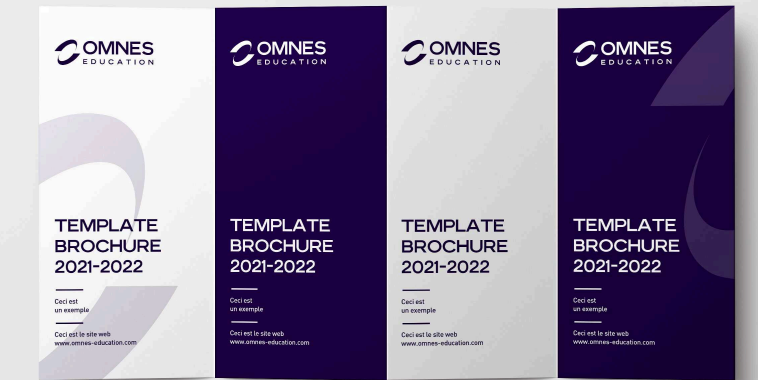 OMNES
EDUCATION
TEMPLATE
BROCHURE
2021-2022
Ceci est
un exemple
Ceci est le site web
www.omnes-education.com
OMNES
EDUCATION
TEMPLATE
BROCHURE
2021-2022
Ceci est
un exemple
Ceci est le site web
www.omnes-education.com
OMNES
EDUCATION
TEMPLATE
BROCHURE
2021-2022
Ceci est
un exemple
Ceci est le site web
www.omnes-education.com
OMNES
EDUCATION
TEMPLATE
BROCHURE
2021-2022
Ceci est
un exemple
Ceci est le site web
www.omnes-education.com